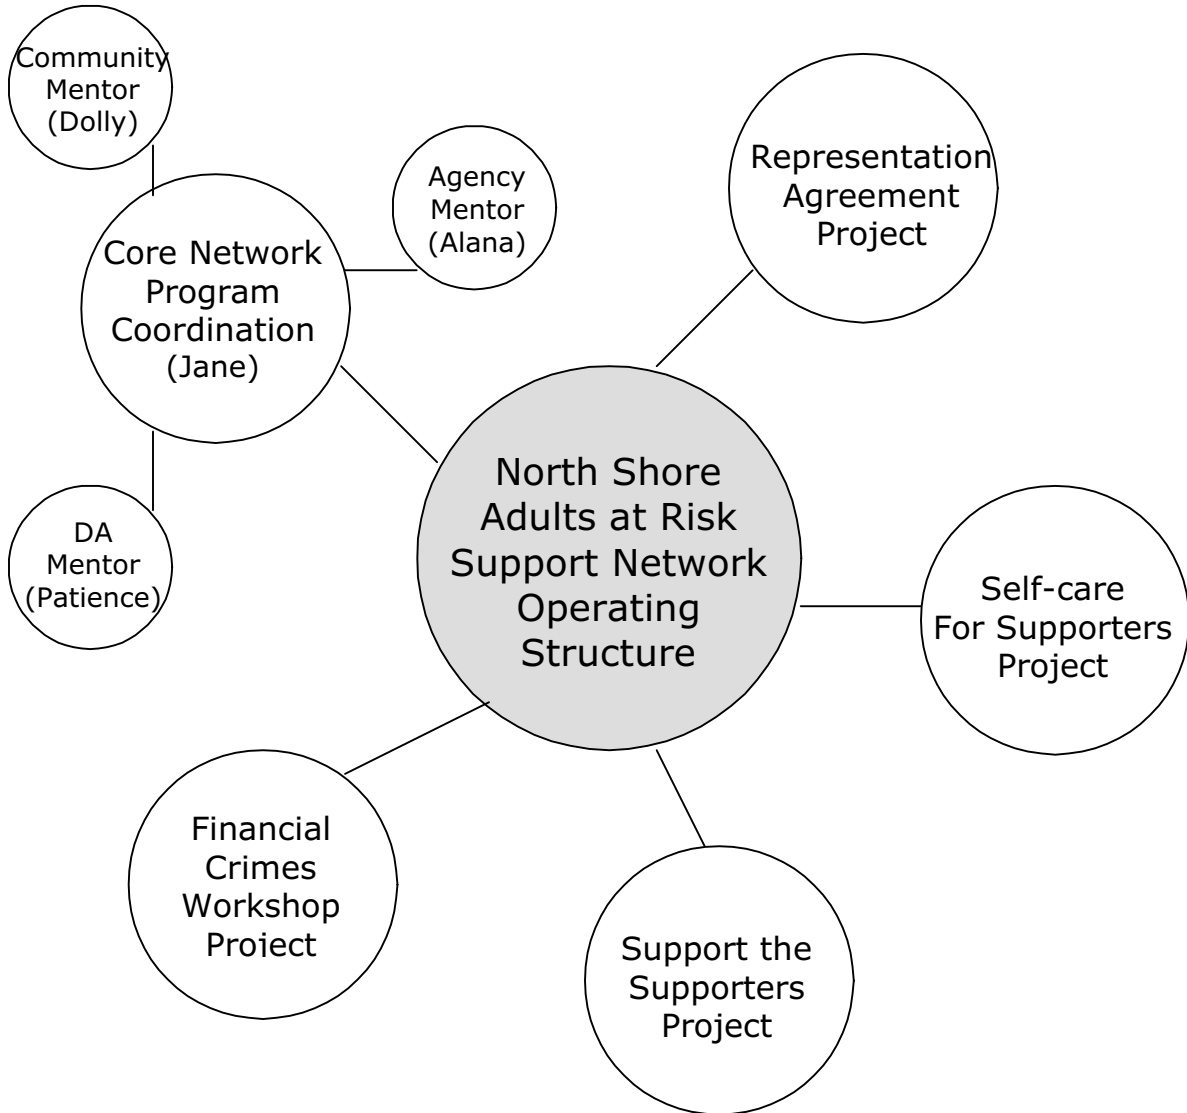 Community
Mentor
(Dolly)
Agency
Mentor
(Alana)
Representation
Agreement
Project
Core Network
Program
Coordination
(Jane)
North Shore
Adults at Risk
Support Network
Operating
Structure
DA
Mentor
(Patience)
Self-care
For Supporters
Project
Financial
Crimes
Workshop
Project
Support the
Supporters
Project